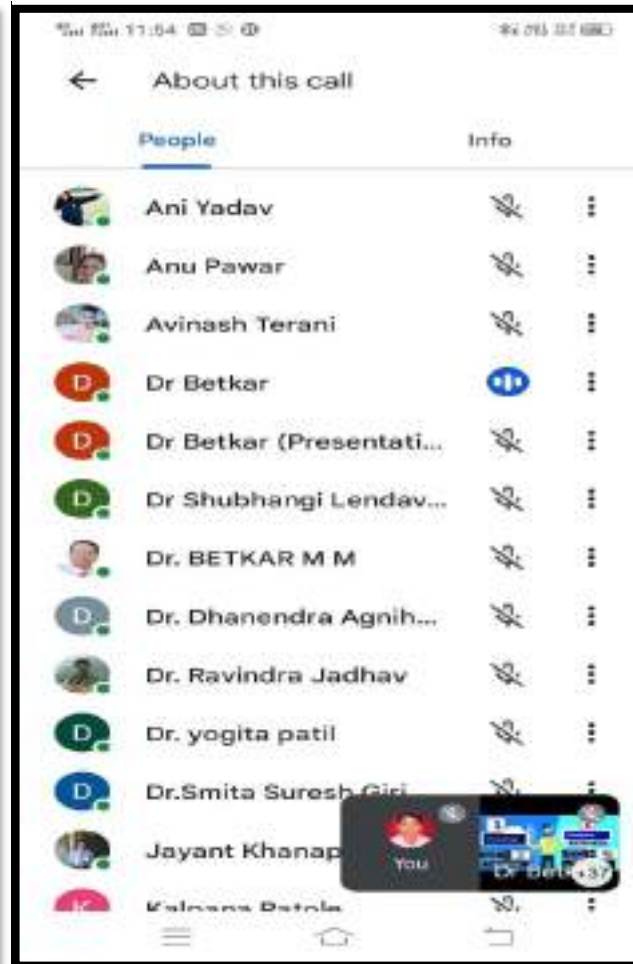 11:54
About this call
People Info
Ani Yadav
Anu Pawar
Avinash Terani
D Dr Betkar
D Dr Betkar (Presentati...
D Dr Shubhangi Lendav...
Dr. BETKAR M M
D Dr. Dhanendra Agnih...
Dr. Ravindra Jadhav
D Dr. yogita patil
D Dr.Smita Suresh Giri
Jayant Khanap
You
Dr Bet
+37
K Kalpana Patole